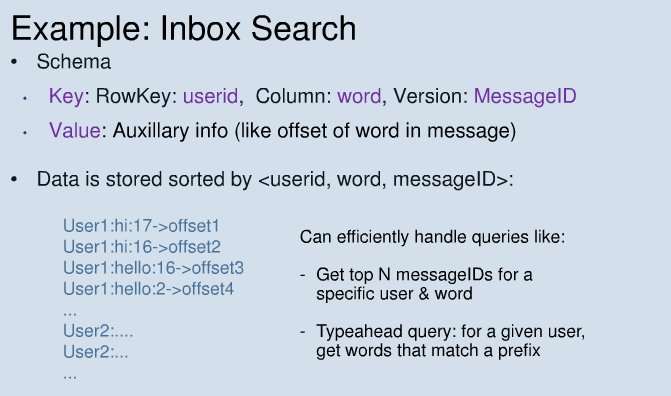 Example: Inbox Search
• Schema
• Key: RowKey: userid, Column: word, Version: MessageID
• Value: Auxillary info (like offset of word in message)
• Data is stored sorted by <userid, word, messageID>:
User1:hi:17->offset1
User1:hi:16->offset2
User1:hello:16->offset3
User1:hello:2->offset4
...
User2:....
User2:...
...
Can efficiently handle queries like:
- Get top N messageIDs for a
specific user & word
- Typeahead query: for a given user,
get words that match a prefix